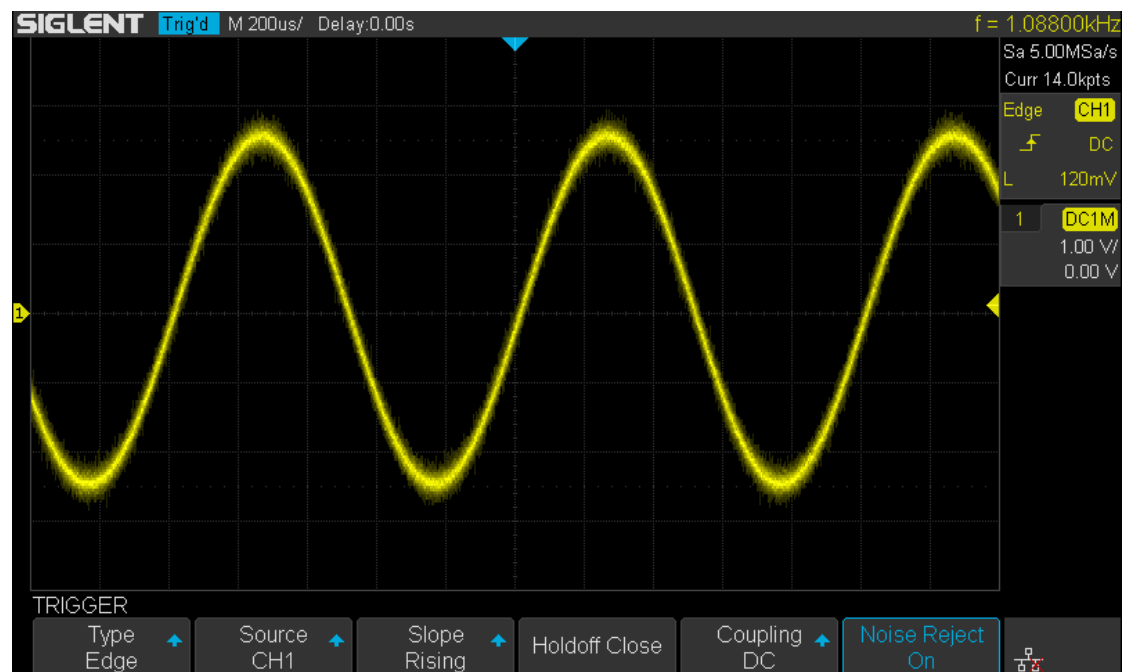 SIGLENT Trig'd M 200us/ Delay:0.00s f = 1.08800kHz
Sa 5.00MSa/s
Curr 14.0kpts
Edge CH1
DC
L 120mV
1 DC1M
1.00 V/
0.00 V
1
TRIGGER
Type Source Slope Holdoff Close Coupling Noise Reject
Edge CH1 Rising DC On